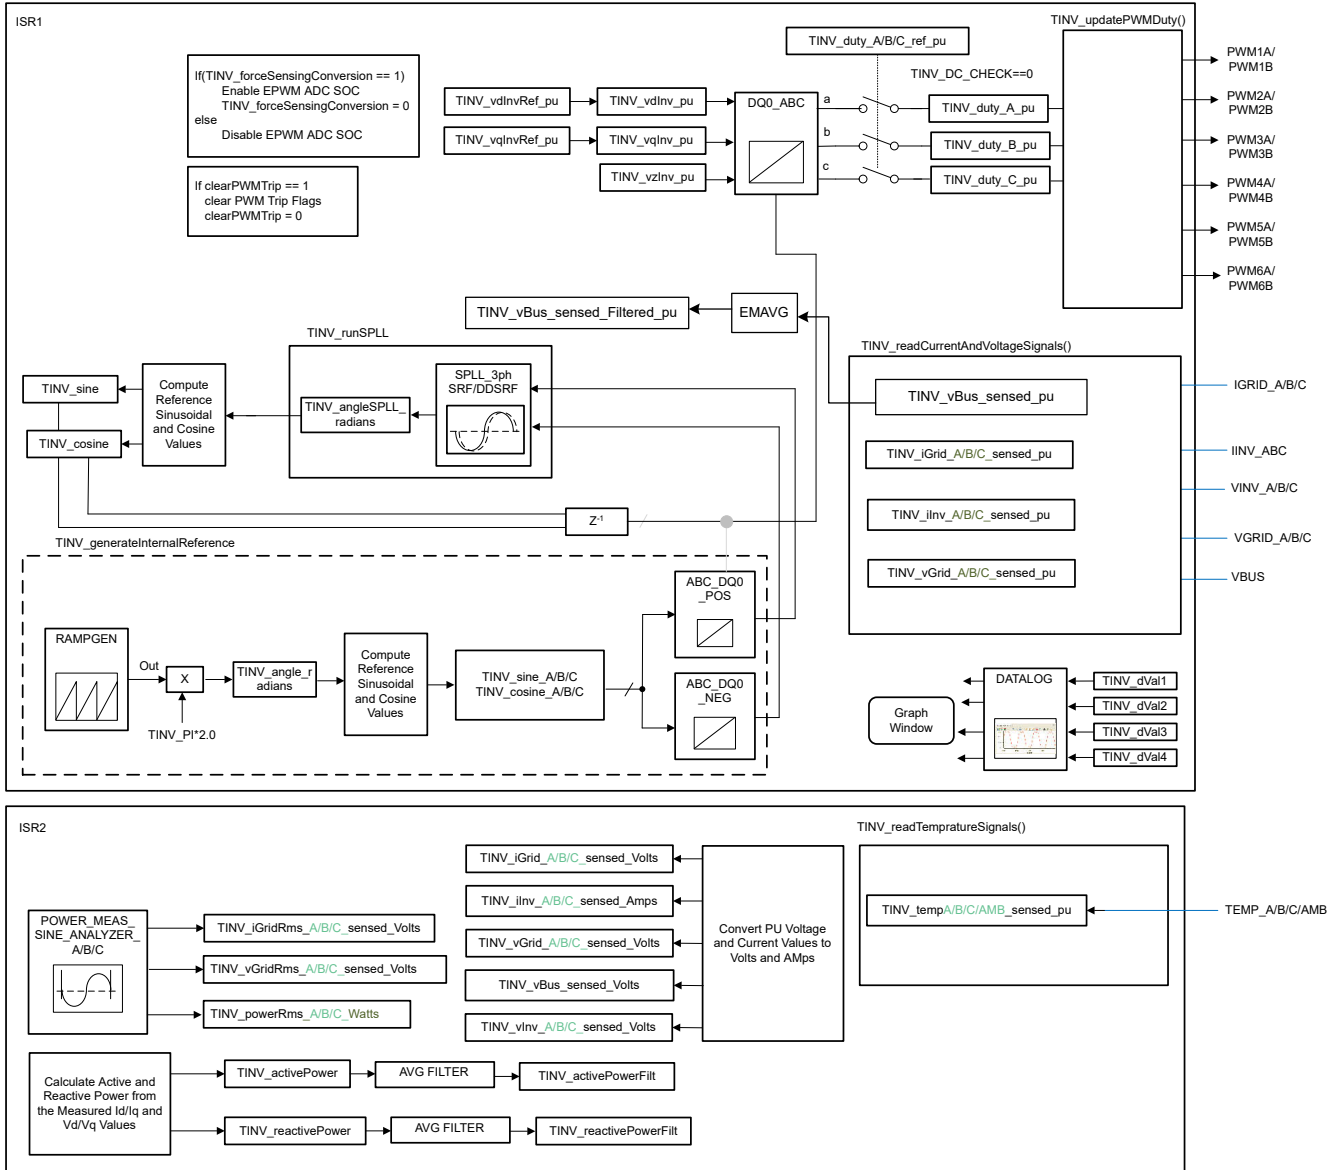 ISR1
TINV_updatePWMDuty()
TINV_duty_A/B/C_ref_pu
If(TINV_forceSensingConversion == 1)
Enable EPWM ADC SOC
TINV_forceSensingConversion = 0
else
Disable EPWM ADC SOC
TINV_DC_CHECK==0
TINV_vdInvRef_pu
TINV_vdInv_pu
DQ0_ABC
a
TINV_duty_A_pu
TINV_vqInvRef_pu
TINV_vqInv_pu
b
TINV_duty_B_pu
TINV_vzInv_pu
c
TINV_duty_C_pu
PWM1A/
PWM1B
PWM2A/
PWM2B
PWM3A/
PWM3B
PWM4A/
PWM4B
PWM5A/
PWM5B
PWM6A/
PWM6B
If clearPWMTrip == 1
clear PWM Trip Flags
clearPWMTrip = 0
TINV_vBus_sensed_Filtered_pu
EMAVG
TINV_runSPLL
TINV_readCurrentAndVoltageSignals()
TINV_sine
TINV_cosine
Compute
Reference
Sinusoidal
and Cosine
Values
TINV_angleSPLL_
radians
SPLL_3ph
SRF/DDSRF
TINV_vBus_sensed_pu
TINV_iGrid_A/B/C_sensed_pu
TINV_iInv_A/B/C_sensed_pu
TINV_vGrid_A/B/C_sensed_pu
IGRID_A/B/C
IINV_ABC
VINV_A/B/C
VGRID_A/B/C
VBUS
Z-1
TINV_generateInternalReference
RAMPGEN
Out
X
TINV_PI*2.0
TINV_angle_r
adians
Compute
Reference
Sinusoidal
and Cosine
Values
TINV_sine_A/B/C
TINV_cosine_A/B/C
ABC_DQ0
_POS
ABC_DQ0
_NEG
Graph
Window
DATALOG
TINV_dVal1
TINV_dVal2
TINV_dVal3
TINV_dVal4
ISR2
TINV_readTempratureSignals()
POWER_MEAS_
SINE_ANALYZER_
A/B/C
TINV_iGridRms_A/B/C_sensed_Volts
TINV_vGridRms_A/B/C_sensed_Volts
TINV_powerRms_A/B/C_Watts
TINV_iGrid_A/B/C_sensed_Volts
TINV_iInv_A/B/C_sensed_Amps
TINV_vGrid_A/B/C_sensed_Volts
TINV_vBus_sensed_Volts
TINV_vInv_A/B/C_sensed_Volts
Convert PU Voltage
and Current Values to
Volts and AMps
TINV_tempA/B/C/AMB_sensed_pu
TEMP_A/B/C/AMB
Calculate Active and
Reactive Power from
the Measured Id/Iq and
Vd/Vq Values
TINV_activePower
AVG FILTER
TINV_activePowerFilt
TINV_reactivePower
AVG FILTER
TINV_reactivePowerFilt